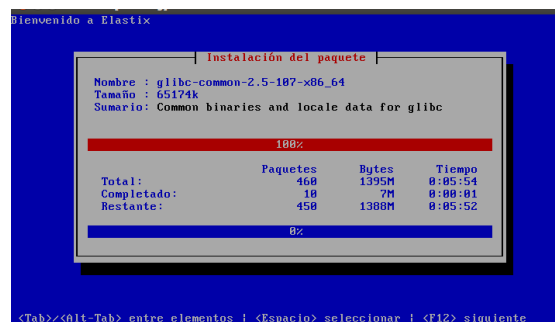 Bienvenido a Elastix
Instalación del paquete
Nombre : glibc-common-2.5-107-x86_64
Tamaño : 65174k
Sumario: Common binaries and locale data for glibc
100%
Paquetes Bytes Tiempo
Total: 460 1395M 0:05:54
Completado: 10 7M 0:00:01
Restante: 450 1388M 0:05:52
0%
<Tab>/<Alt-Tab> entre elementos | <Espacio> seleccionar | <F12> siguiente